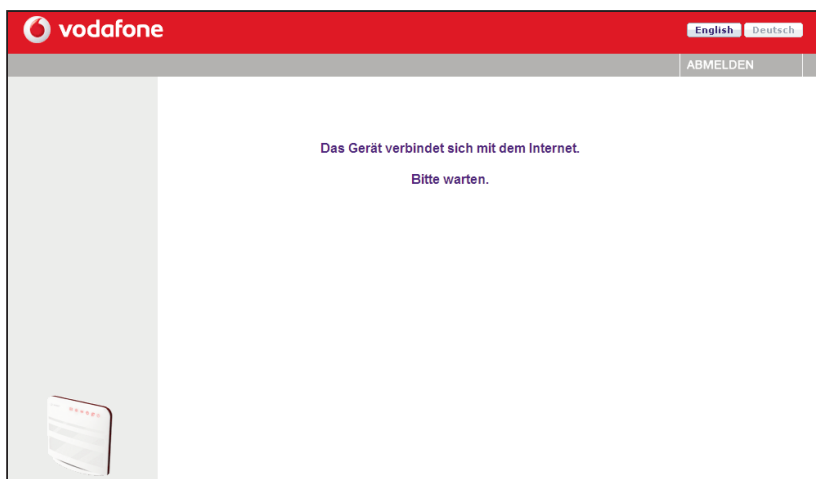 vodafone
English Deutsch
ABMELDEN
Das Gerät verbindet sich mit dem Internet.
Bitte warten.